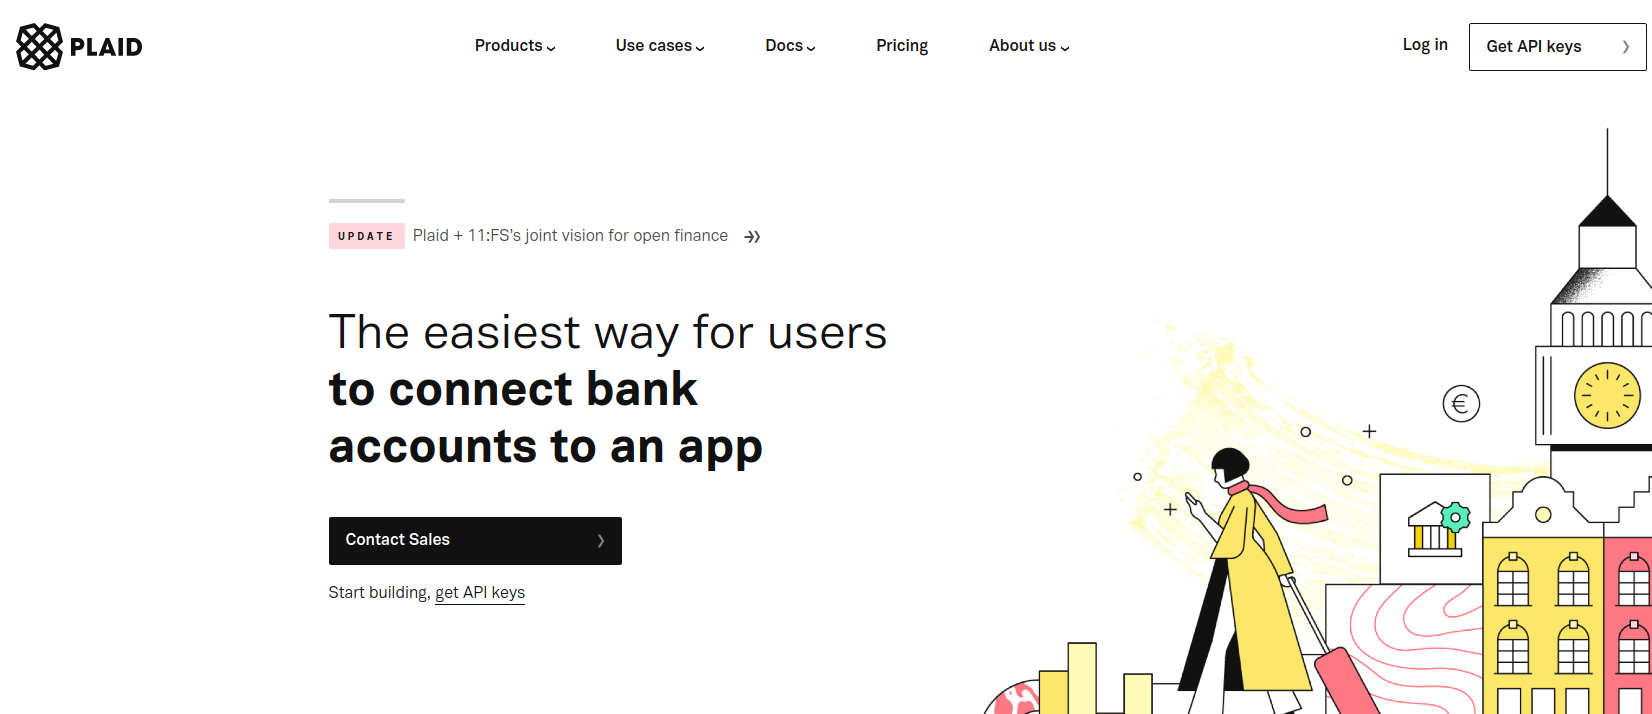 PLAID
Products
Use cases
Docs
Pricing
About us
Log in
Get API keys
UPDATE Plaid + 11:FS's joint vision for open finance
The easiest way for users
to connect bank
accounts to an app
Contact Sales
Start building, get API keys
€